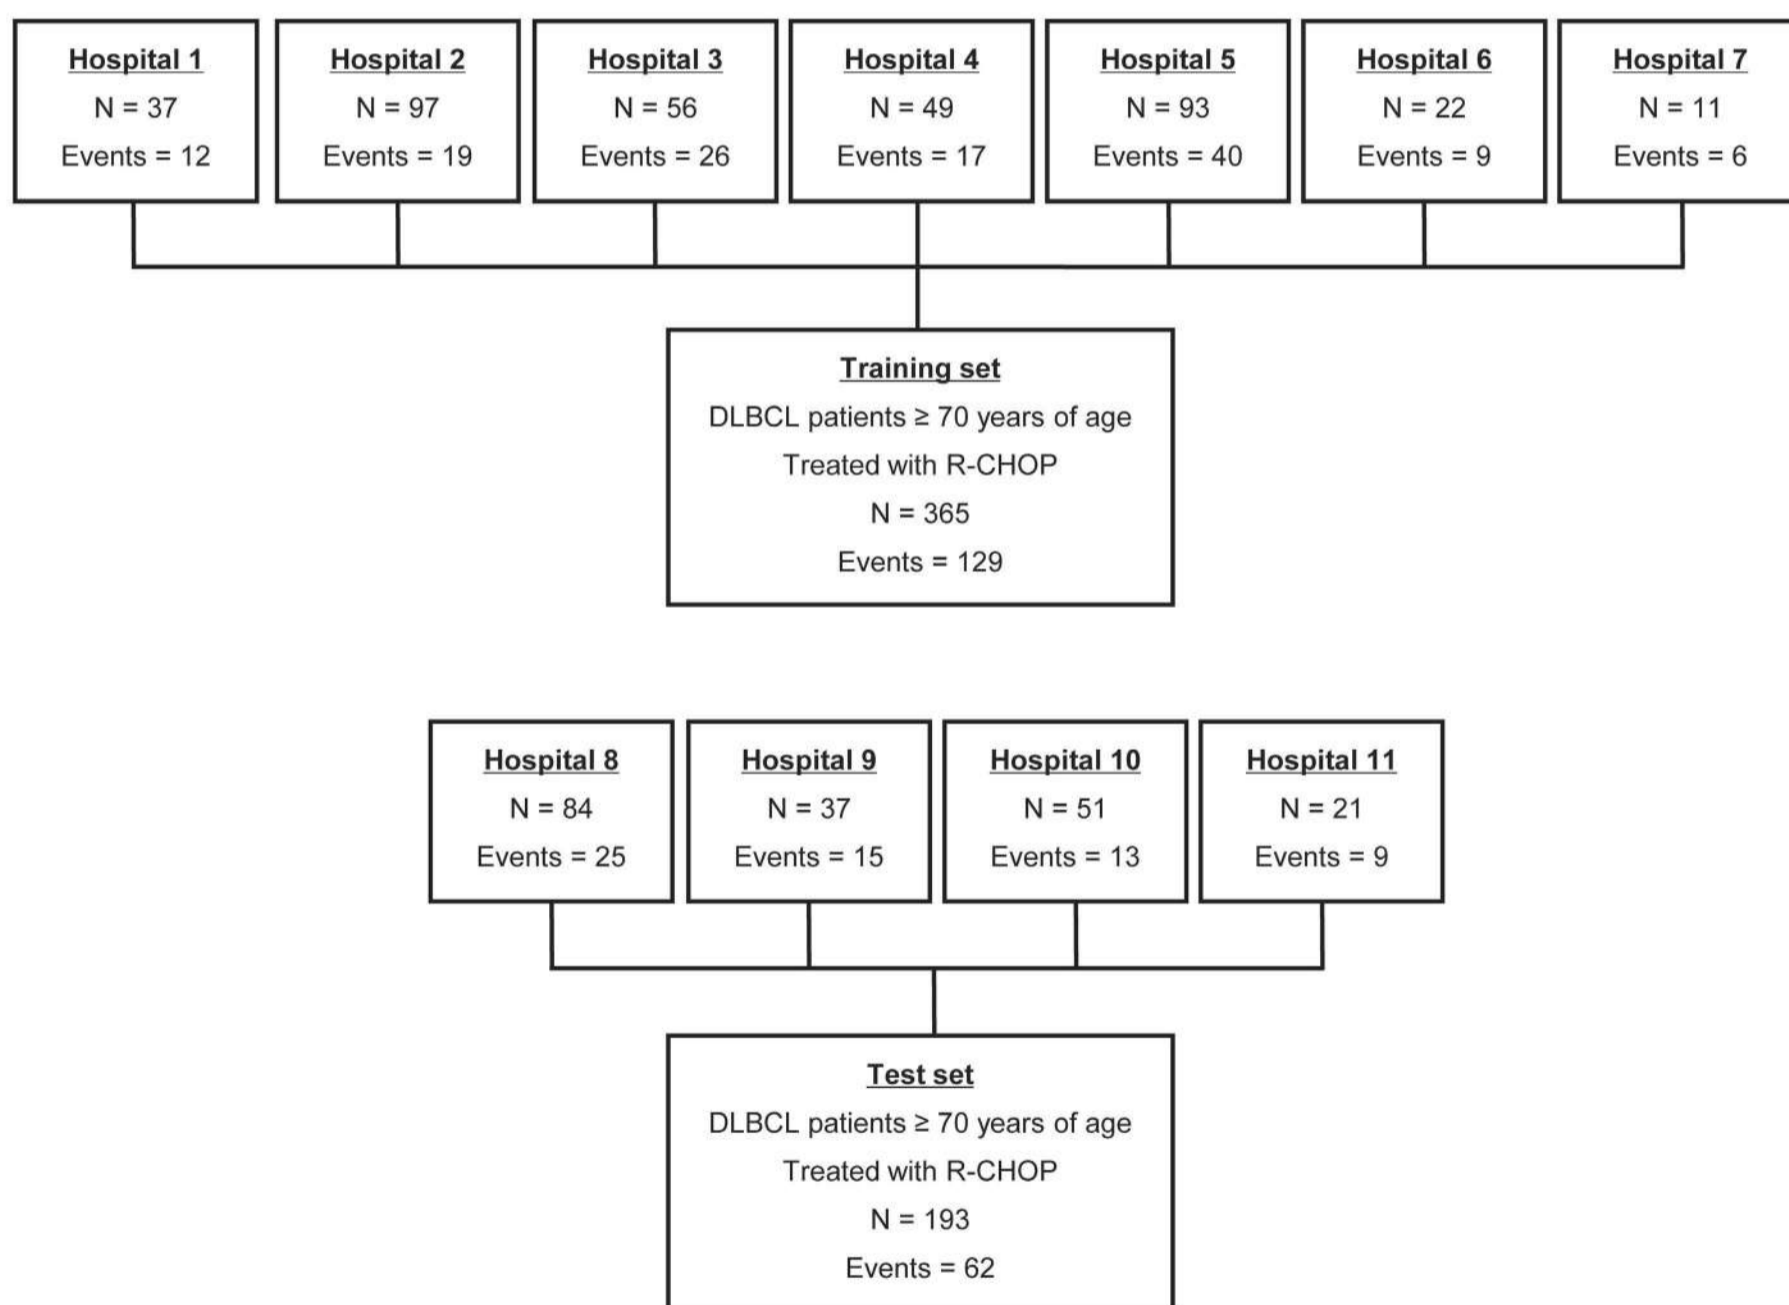 Hospital 1
N = 37
Events = 12
Hospital 2
N = 97
Events = 19
Hospital 3
N = 56
Events = 26
Hospital 4
N = 49
Events = 17
Hospital 5
N = 93
Events = 40
Hospital 6
N = 22
Events = 9
Hospital 7
N = 11
Events = 6
Training set
DLBCL patients ≥ 70 years of age
Treated with R-CHOP
N = 365
Events = 129
Hospital 8
N = 84
Events = 25
Hospital 9
N = 37
Events = 15
Hospital 10
N = 51
Events = 13
Hospital 11
N = 21
Events = 9
Test set
DLBCL patients ≥ 70 years of age
Treated with R-CHOP
N = 193
Events = 62